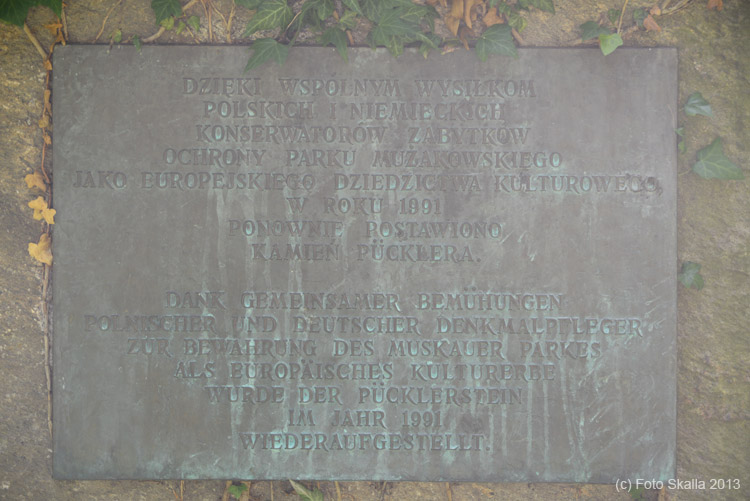 DZIĘKI WSPÓLNYM WYSIŁKOM
POLSKICH I NIEMIECKICH
KONSERWATORÓW ZABYTKÓW
OCHRONY PARKU MUŻAKOWSKIEGO
JAKO EUROPEJSKIEGO DZIEDZICTWA KULTUROWEGO,
W ROKU 1991
PONOWNIE POSTAWIONO
KAMIEŃ PÜCKLERA.
DANK GEMEINSAMER BEMÜHUNGEN
POLNISCHER UND DEUTSCHER DENKMALPFLEGER
ZUR BEWAHRUNG DES MUSKAUER PARKES
ALS EUROPÄISCHES KULTURERBE
WURDE DER PÜCKLERSTEIN
IM JAHR 1991
WIEDERAUFGESTELLT.
(c) Foto Skalla 2013